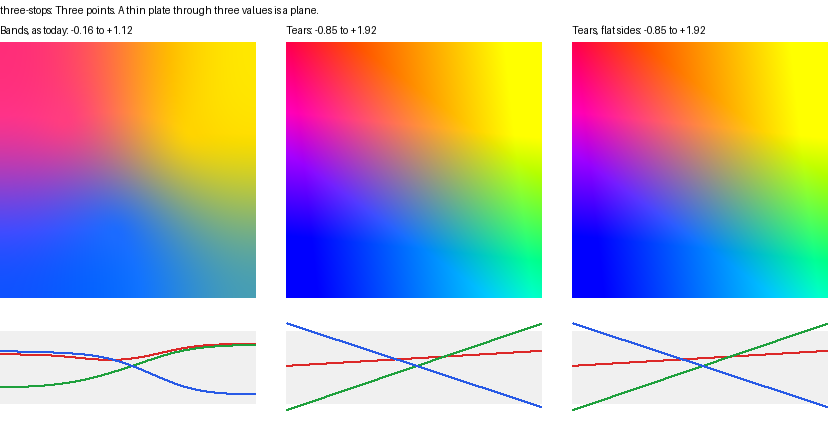 three-stops: Three points. A thin plate through three values is a plane.
Bands, as today: -0.16 to +1.12
Tears: -0.85 to +1.92
Tears, flat sides: -0.85 to +1.92